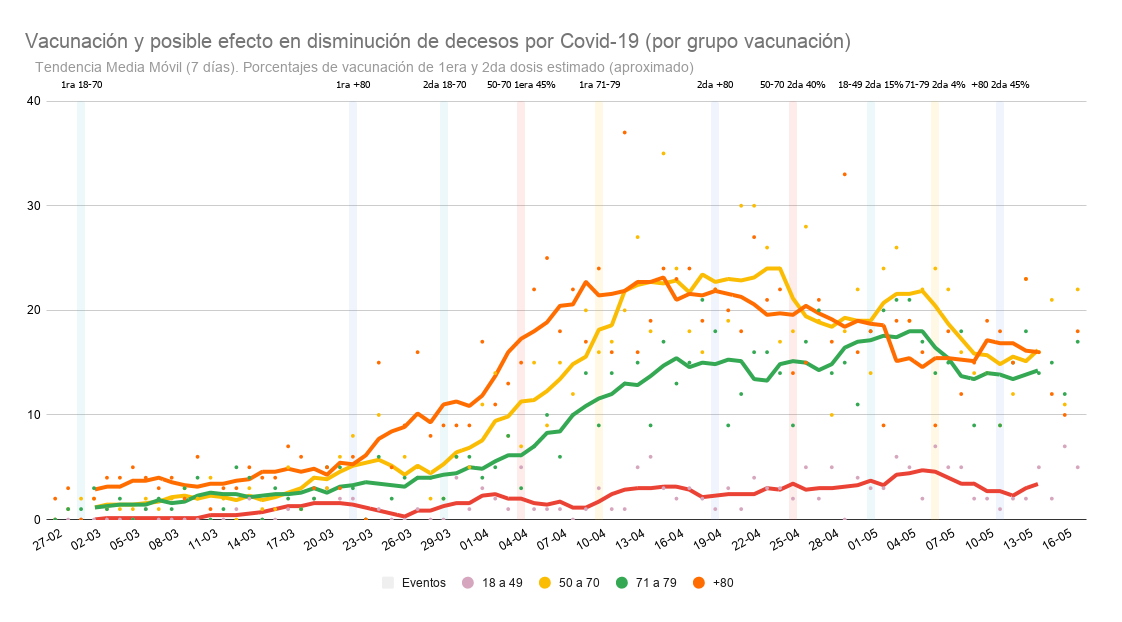 Vacunación y posible efecto en disminución de decesos por Covid-19 (por grupo vacunación)
Tendencia Media Móvil (7 días). Porcentajes de vacunación de 1era y 2da dosis estimado (aproximado)
1ra 18-70 1ra +80 2da 18-70 50-70 1era 45% 1ra 71-79 2da +80 50-70 2da 40% 18-49 2da 15% 71-79 2da 4% +80 2da 45%
40
30
20
10
0
27-02 02-03 05-03 08-03 11-03 14-03 17-03 20-03 23-03 26-03 29-03 01-04 04-04 07-04 10-04 13-04 16-04 19-04 22-04 25-04 28-04 01-05 04-05 07-05 10-05 13-05 16-05
Eventos 18 a 49 50 a 70 71 a 79 +80